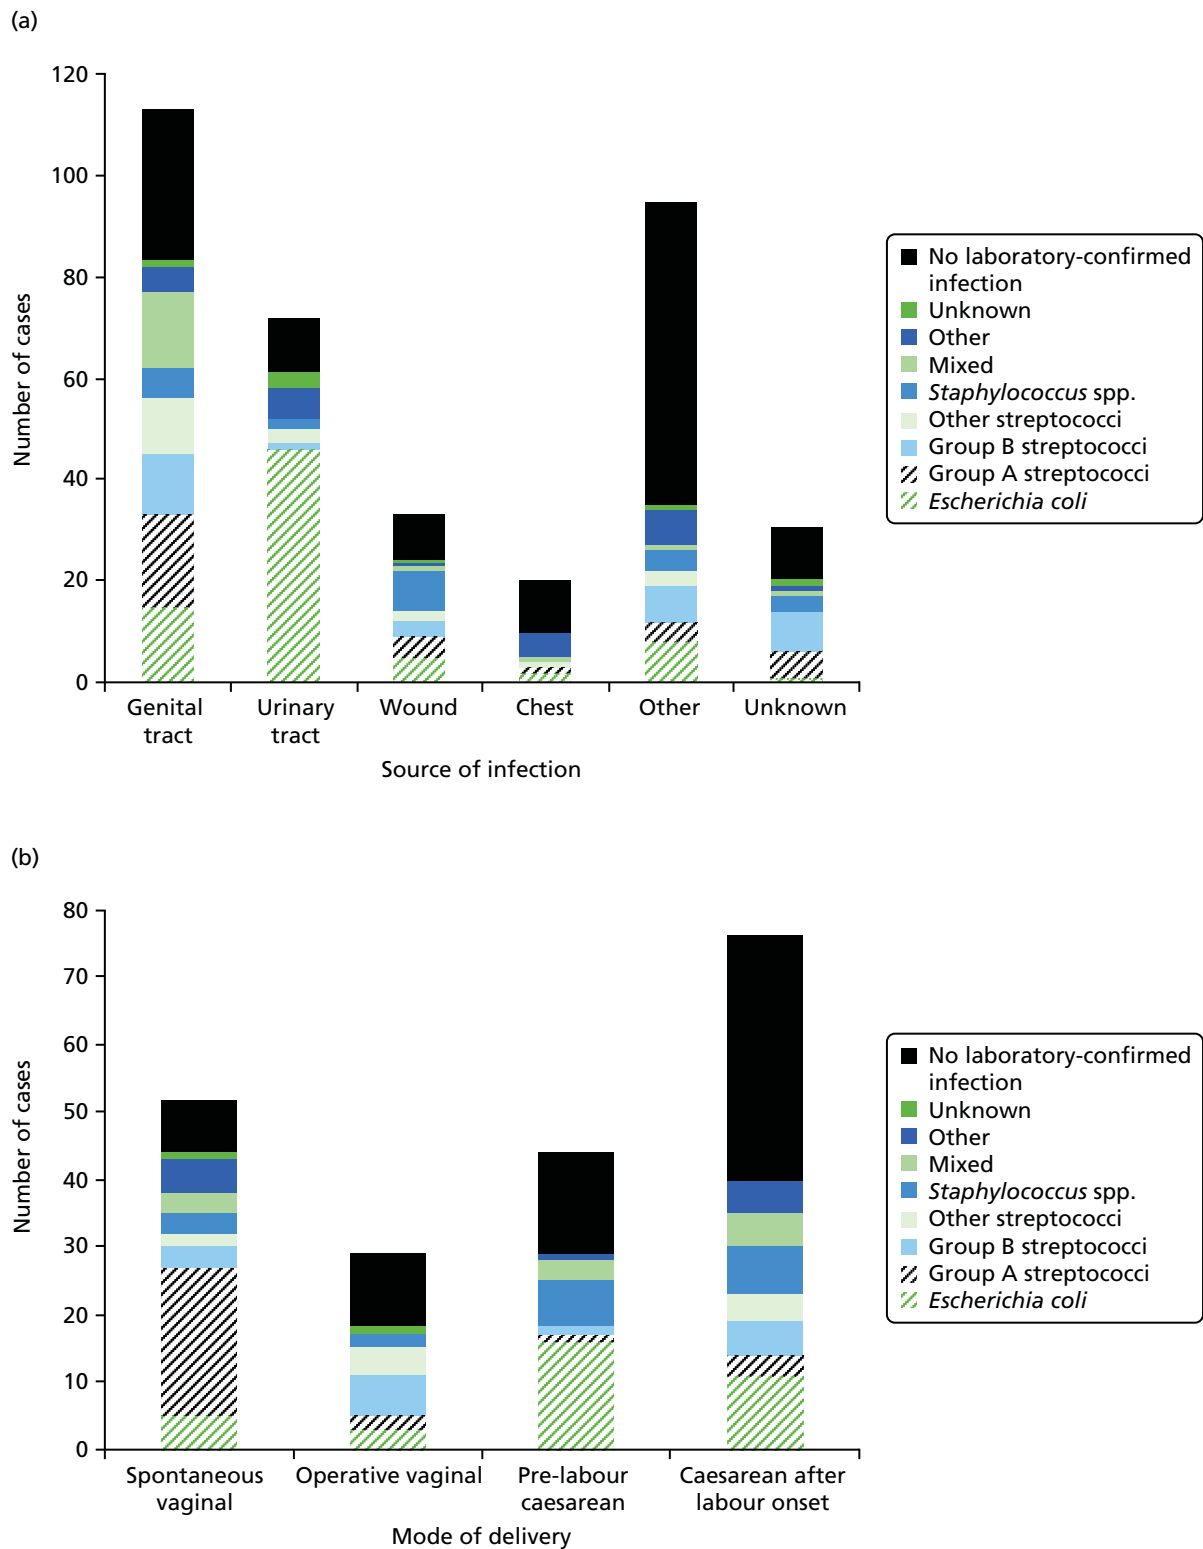 (a)
120
100
80
60
40
20
0
Number of cases
Genital
tract
Urinary
tract
Wound
Chest
Other
Unknown
Source of infection
No laboratory-confirmed
infection
Unknown
Other
Mixed
Staphylococcus spp.
Other streptococci
Group B streptococci
Group A streptococci
Escherichia coli
(b)
80
70
60
50
40
30
20
10
0
Number of cases
Spontaneous
vaginal
Operative vaginal
Pre-labour
caesarean
Caesarean after
labour onset
Mode of delivery
No laboratory-confirmed
infection
Unknown
Other
Mixed
Staphylococcus spp.
Other streptococci
Group B streptococci
Group A streptococci
Escherichia coli